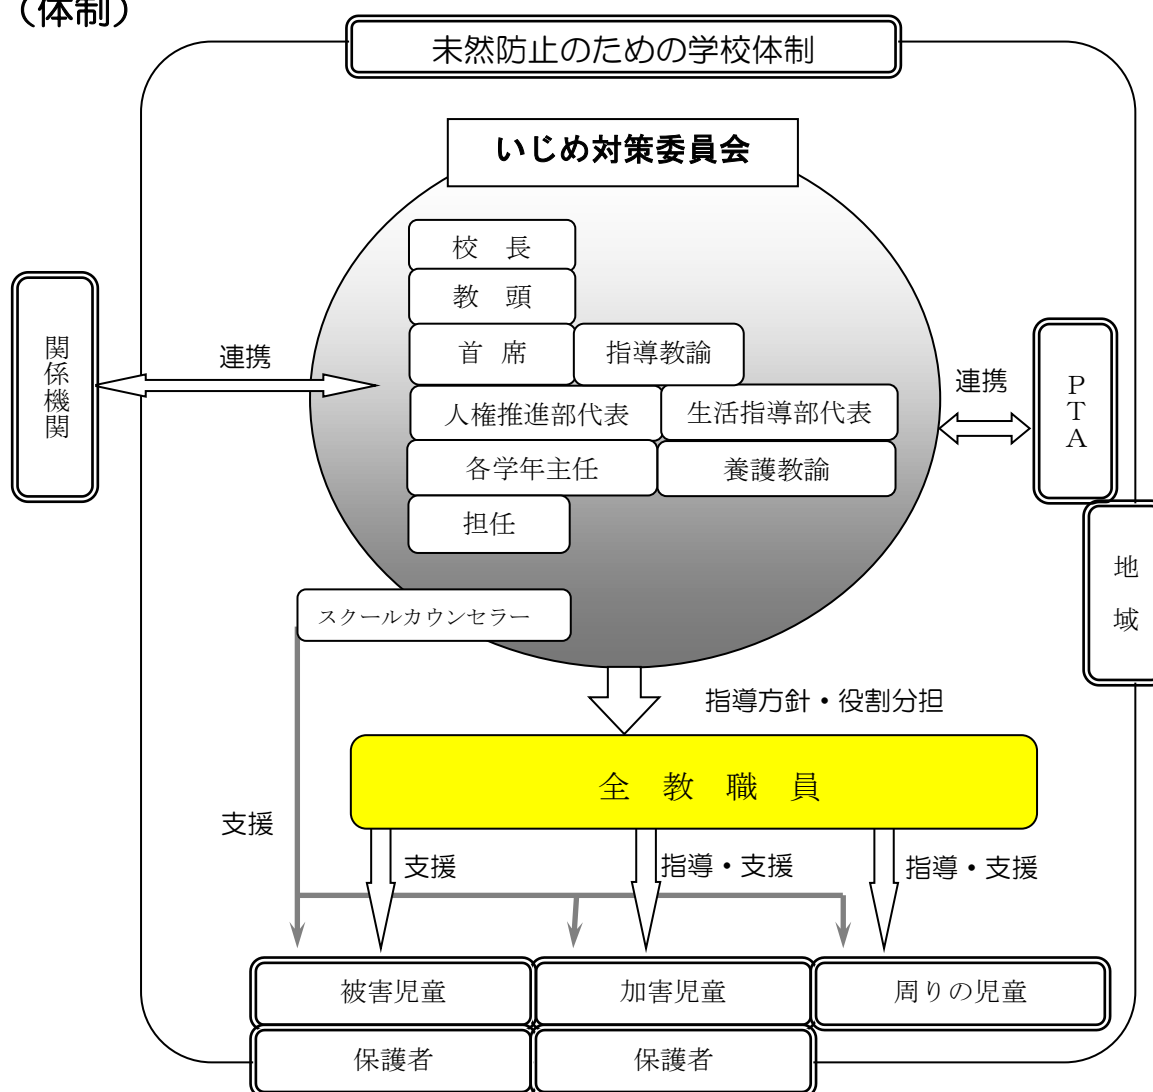 （体制）
未然防止のための学校体制
いじめ対策委員会
校　長
教　頭
首 席
指導教諭
人権推進部代表
生活指導部代表
各学年主任
養護教諭
担任
スクールカウンセラー
関係機関
連携
連携
PTA
地域
指導方針・役割分担
全　教　職　員
支援
支援
指導・支援
指導・支援
被害児童
加害児童
周りの児童
保護者
保護者